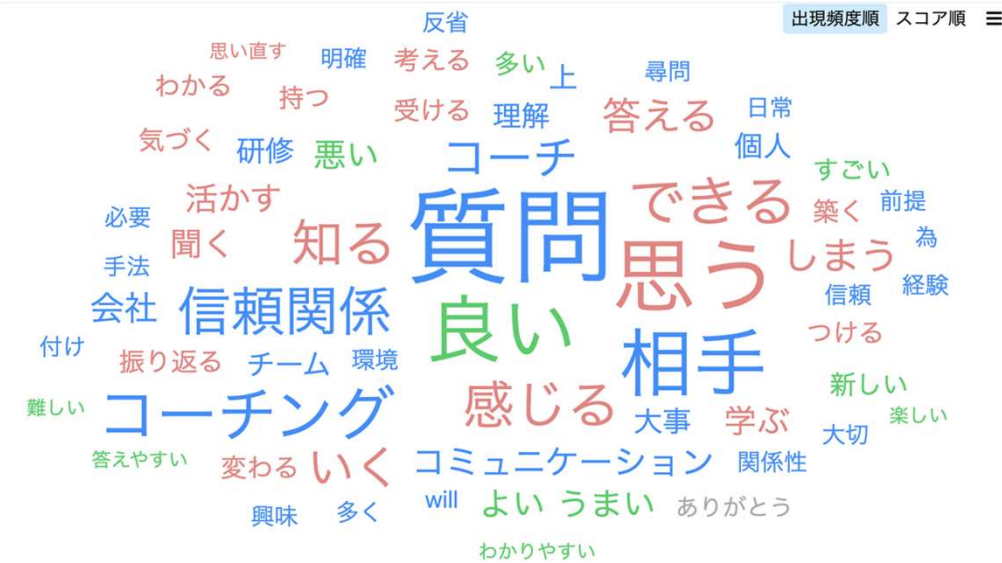 出現頻度順 スコア順
反省
思い直す 明確 考える 多い 上 尋問
わかる 持つ 受ける 理解 答える 日常
気づく 研修 悪い コーチ 個人 すごい
必要 活かす 質問 できる 築く 前提
手法 聞く 知る 思う しまう 為
会社 信頼関係 良い 信頼 経験
付け 振り返る チーム 環境 相手 つける
難しい コーチング 感じる 大事 学ぶ 新しい 楽しい
答えやすい 変わる いく コミュニケーション 関係性 大切
興味 多く will よい うまい ありがとう
わかりやすい